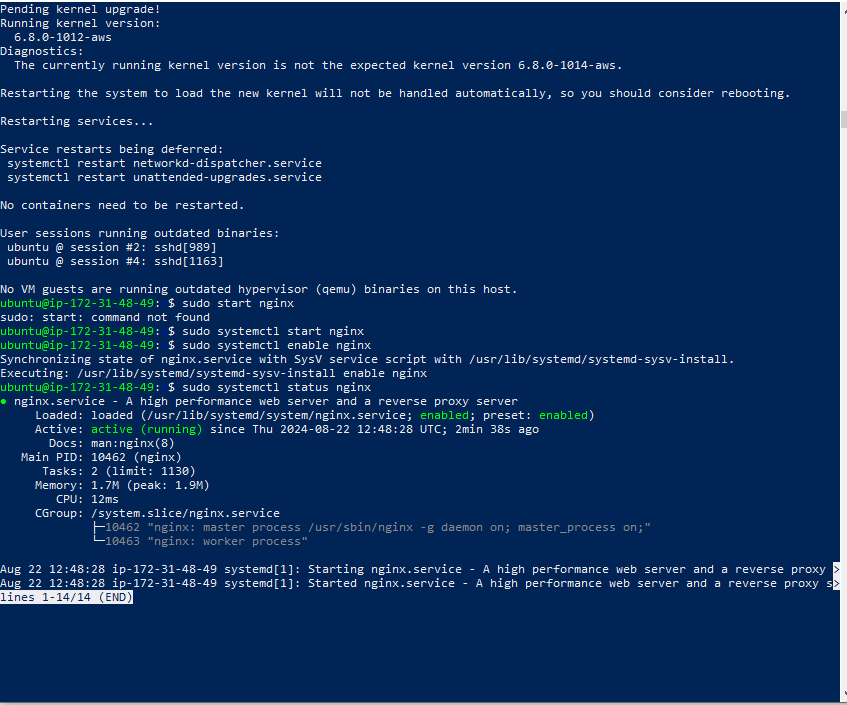 Pending kernel upgrade!
Running kernel version:
  6.8.0-1012-aws
Diagnostics:
  The currently running kernel version is not the expected kernel version 6.8.0-1014-aws.
Restarting the system to load the new kernel will not be handled automatically, so you should consider rebooting.
Restarting services...
Service restarts being deferred:
 systemctl restart networkd-dispatcher.service
 systemctl restart unattended-upgrades.service
No containers need to be restarted.
User sessions running outdated binaries:
 ubuntu @ session #2: sshd[989]
 ubuntu @ session #4: sshd[1163]
No VM guests are running outdated hypervisor (qemu) binaries on this host.
ubuntu@ip-172-31-48-49: $ sudo start nginx
sudo: start: command not found
ubuntu@ip-172-31-48-49: $ sudo systemctl start nginx
ubuntu@ip-172-31-48-49: $ sudo systemctl enable nginx
Synchronizing state of nginx.service with SysV service script with /usr/lib/systemd/systemd-sysv-install.
Executing: /usr/lib/systemd/systemd-sysv-install enable nginx
ubuntu@ip-172-31-48-49: $ sudo systemctl status nginx
● nginx.service - A high performance web server and a reverse proxy server
     Loaded: loaded (/usr/lib/systemd/system/nginx.service; enabled; preset: enabled)
     Active: active (running) since Thu 2024-08-22 12:48:28 UTC; 2min 38s ago
       Docs: man:nginx(8)
   Main PID: 10462 (nginx)
      Tasks: 2 (limit: 1130)
     Memory: 1.7M (peak: 1.9M)
        CPU: 12ms
     CGroup: /system.slice/nginx.service
             ├─10462 "nginx: master process /usr/sbin/nginx -g daemon on; master_process on;"
             └─10463 "nginx: worker process"
Aug 22 12:48:28 ip-172-31-48-49 systemd[1]: Starting nginx.service - A high performance web server and a reverse proxy >
Aug 22 12:48:28 ip-172-31-48-49 systemd[1]: Started nginx.service - A high performance web server and a reverse proxy s>
lines 1-14/14 (END)